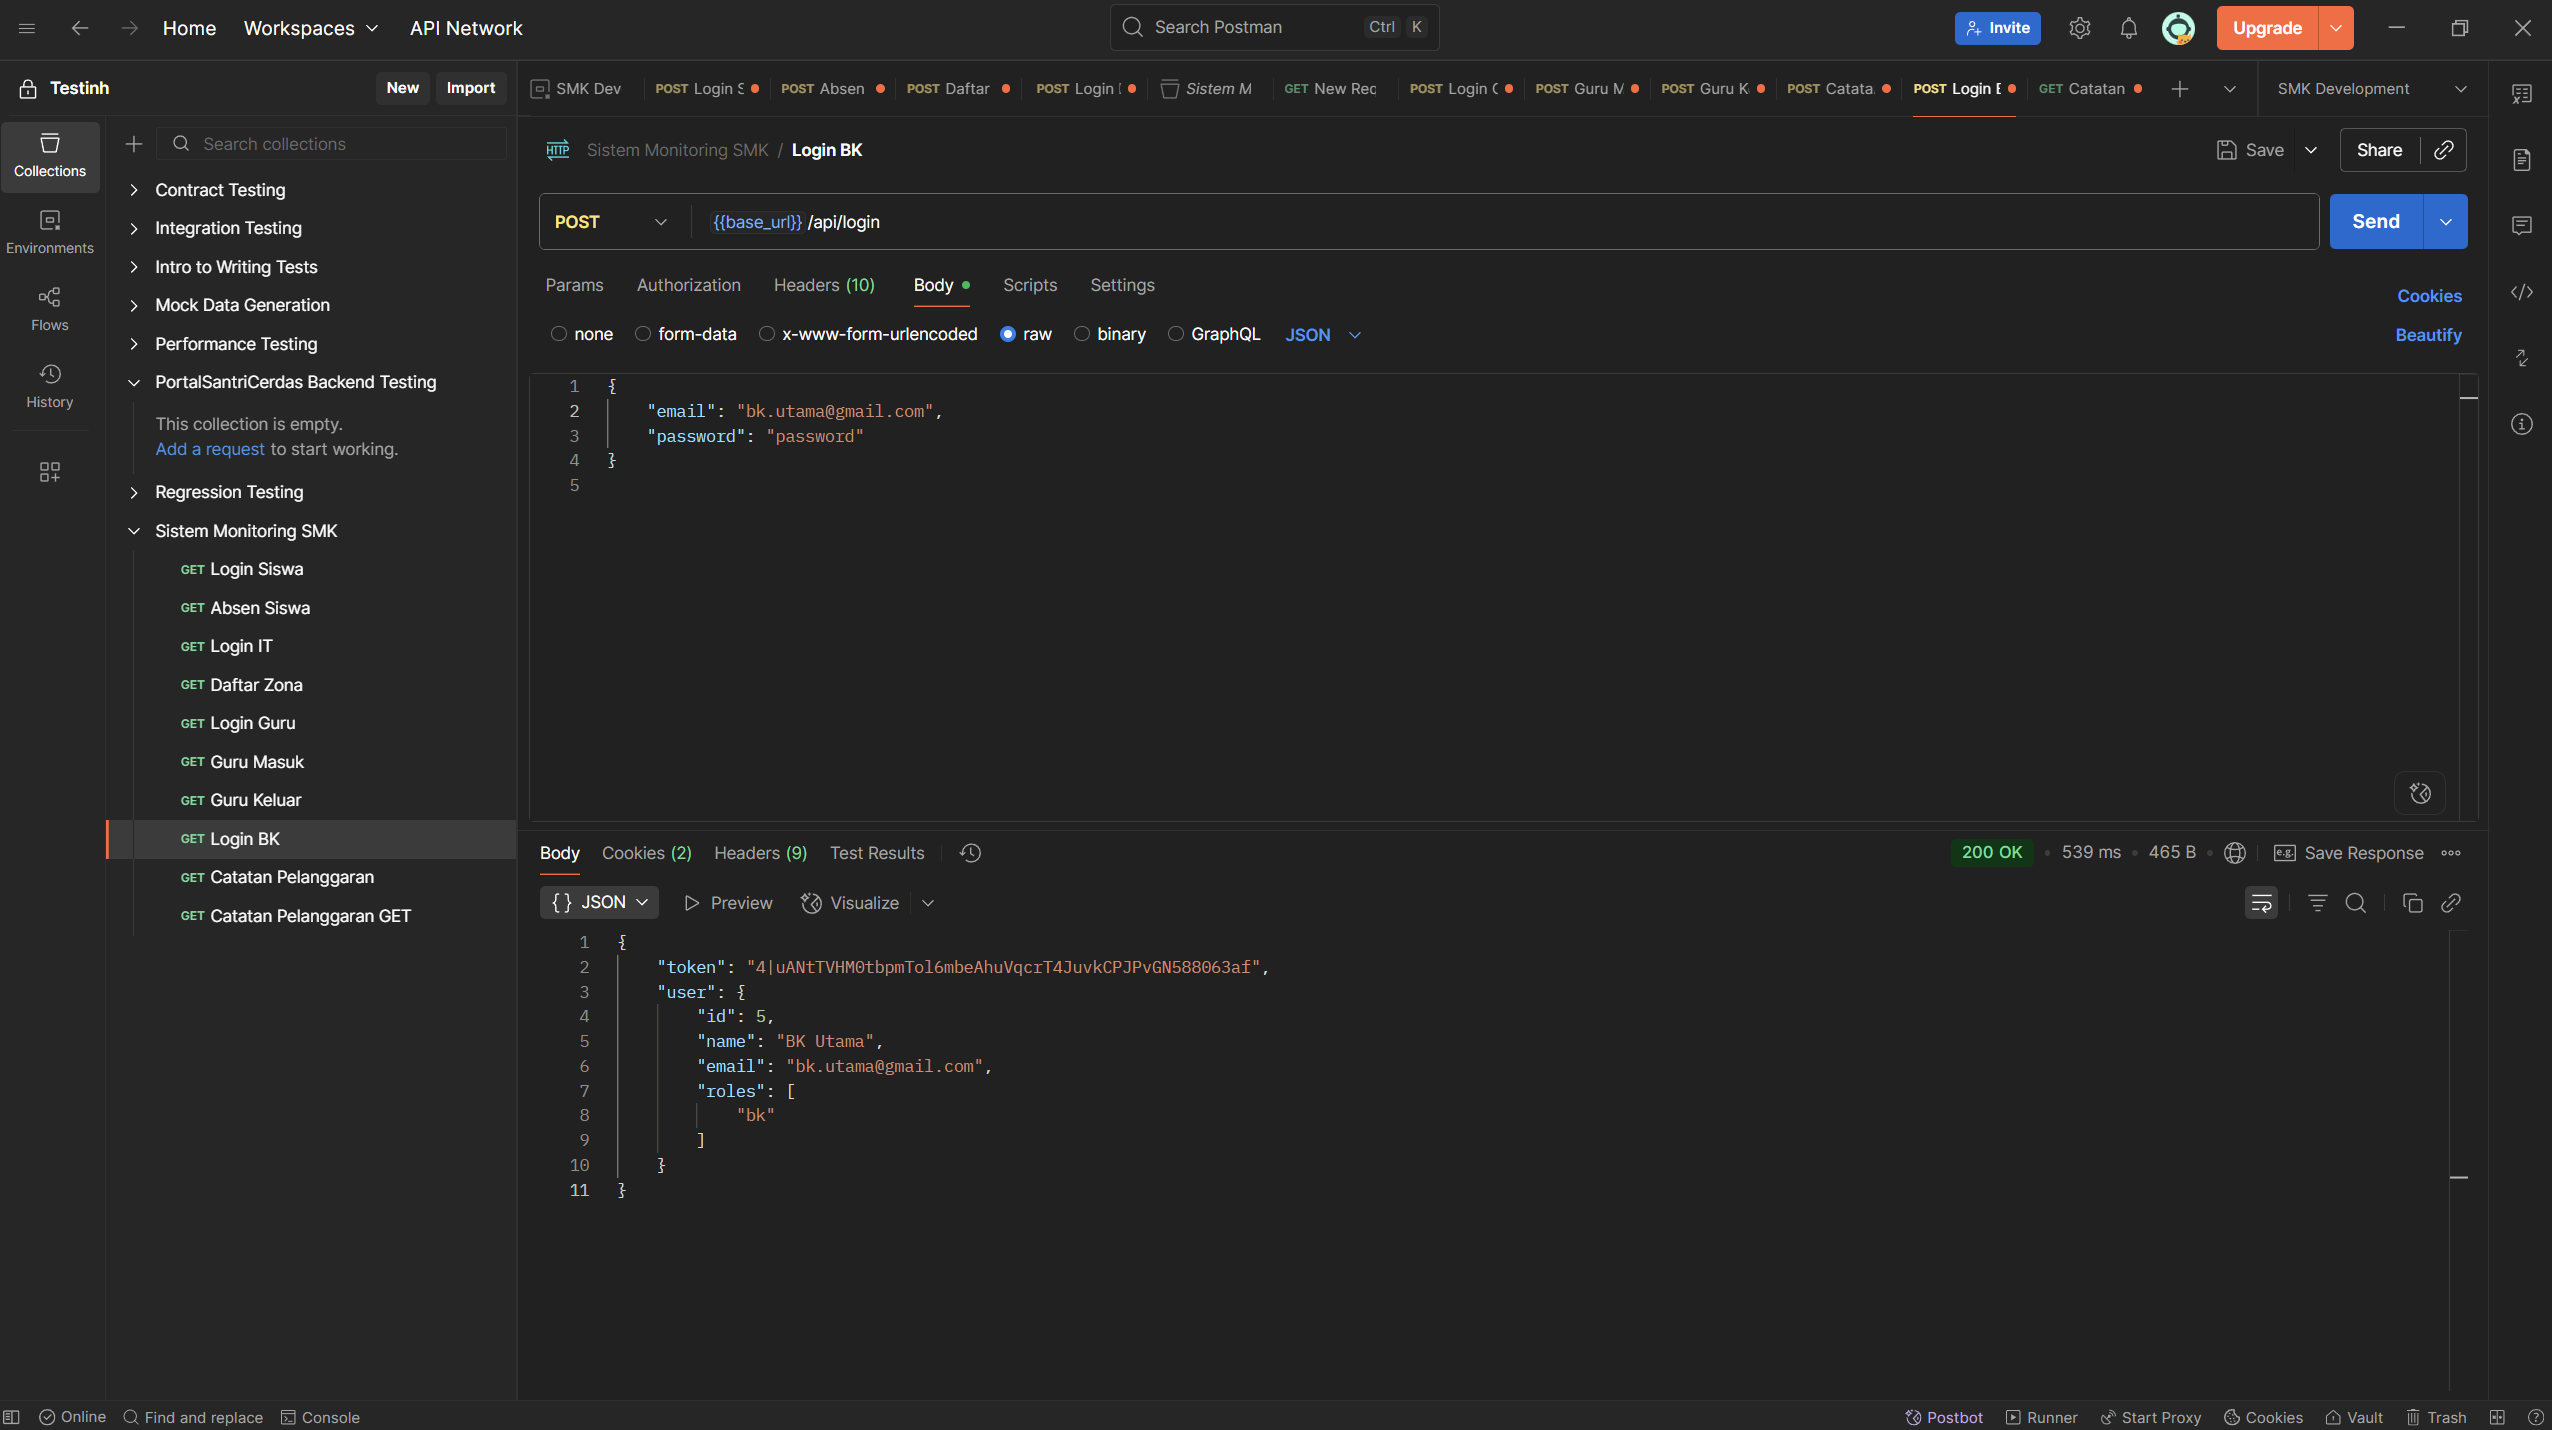 Home Workspaces API Network
Search Postman Ctrl K
Invite
Upgrade
Testinh New Import
SMK Dev
POST Login S
POST Absen
POST Daftar
POST Login
Sistem M
GET New Rec
POST Login
POST Guru M
POST Guru K
POST Catata
POST Login
GET Catatan
SMK Development
Collections
Environments
Flows
History
Search collections
Contract Testing
Integration Testing
Intro to Writing Tests
Mock Data Generation
Performance Testing
PortalSantriCerdas Backend Testing
This collection is empty.
Add a request to start working.
Regression Testing
Sistem Monitoring SMK
GET Login Siswa
GET Absen Siswa
GET Login IT
GET Daftar Zona
GET Login Guru
GET Guru Masuk
GET Guru Keluar
GET Login BK
GET Catatan Pelanggaran
GET Catatan Pelanggaran GET
HTTP Sistem Monitoring SMK / Login BK
Save Share
POST {{base_url}}/api/login
Send
Params Authorization Headers (10) Body Scripts Settings
Cookies
none form-data x-www-form-urlencoded raw binary GraphQL JSON
Beautify
1 {
2 "email": "bk.utama@gmail.com",
3 "password": "password"
4 }
5
Body Cookies (2) Headers (9) Test Results
200 OK 539 ms 465 B e.g. Save Response
{ } JSON Preview Visualize
1 {
2 "token": "4|uANtTVHM0tbpmTol6mbeAhuVqcrT4JuvkCPJPvGN588063af",
3 "user": {
4 "id": 5,
5 "name": "BK Utama",
6 "email": "bk.utama@gmail.com",
7 "roles": [
8 "bk"
9 ]
10 }
11 }
Online Find and replace Console
Postbot Runner Start Proxy Cookies Vault Trash